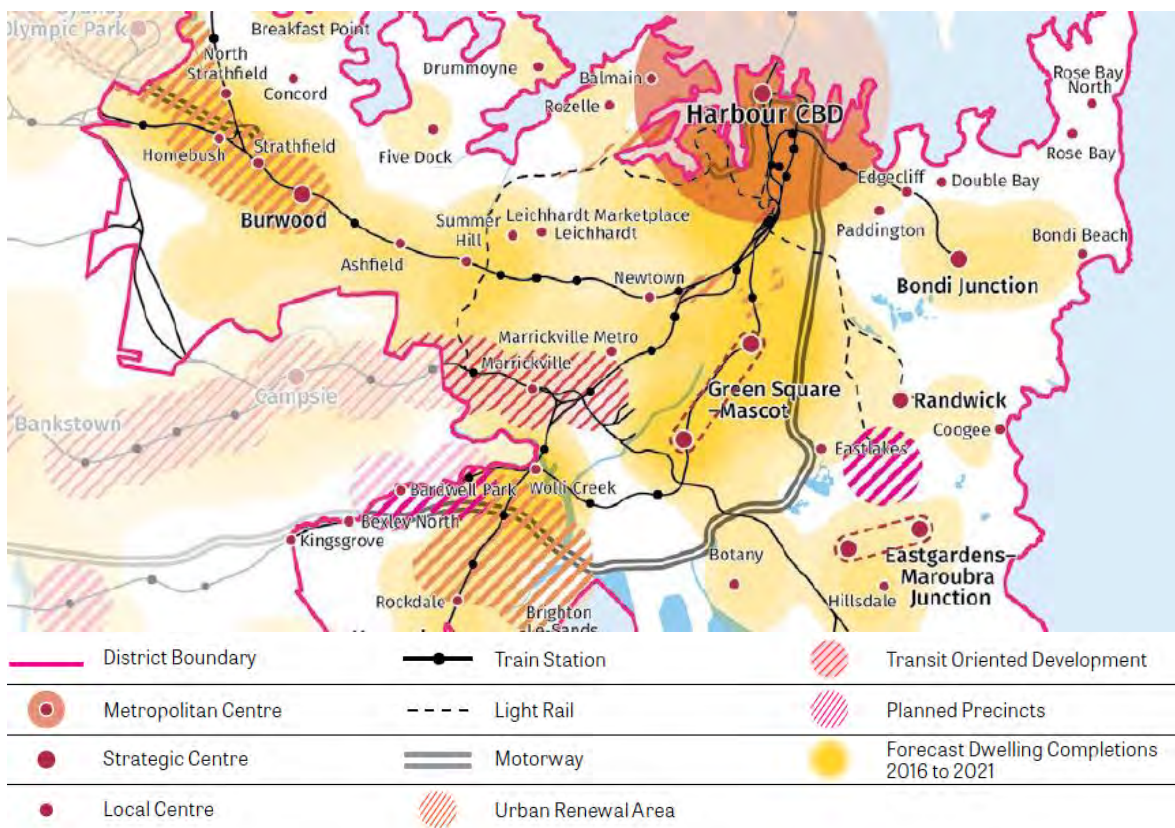 Sydney
Olympic Park
Breakfast Point
North
Strathfield
Concord
Drummoyne
Balmain
Rozelle
Harbour CBD
Rose Bay
North
Rose Bay
Homebush
Strathfield
Five Dock
Edgecliff
Double Bay
Burwood
Summer
Hill
Leichhardt Marketplace
Leichhardt
Paddington
Bondi Beach
Ashfield
Newtown
Bondi Junction
Marrickville Metro
Marrickville
Campsie
Bankstown
Green Square
–Mascot
Randwick
Coogee
Eastlakes
Bardwell Park
Wolli Creek
Bexley North
Kingsgrove
Botany
Eastgardens–
Maroubra
Junction
Hillsdale
Rockdale
Brighton
Le-Sands
District Boundary
Train Station
Transit Oriented Development
Metropolitan Centre
Light Rail
Planned Precincts
Strategic Centre
Motorway
Forecast Dwelling Completions
2016 to 2021
Local Centre
Urban Renewal Area